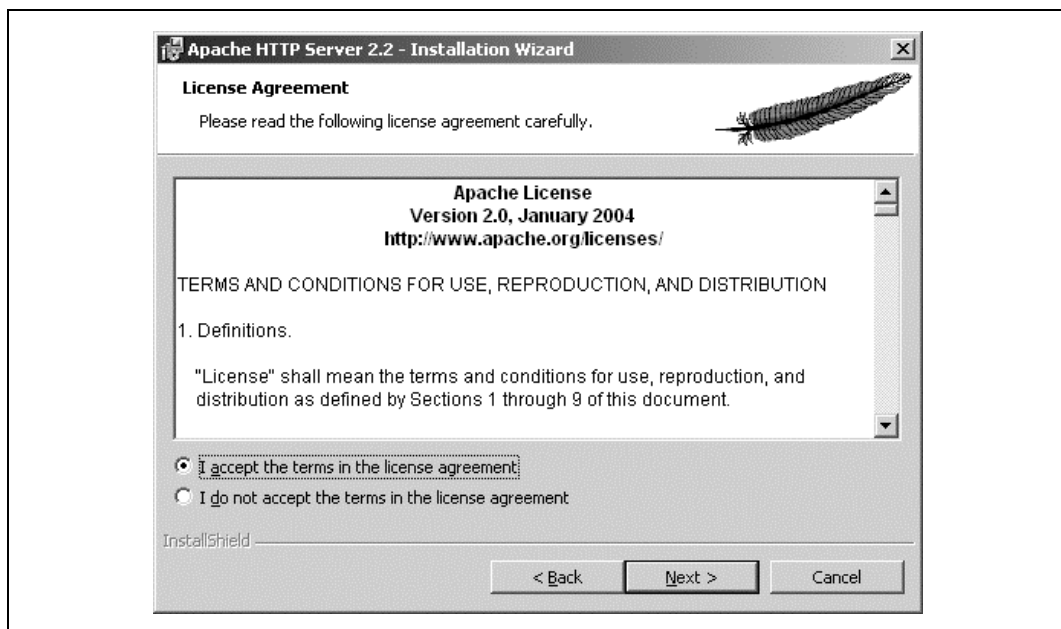 Apache HTTP Server 2.2 - Installation Wizard
License Agreement
Please read the following license agreement carefully.
Apache License
Version 2.0, January 2004
http://www.apache.org/licenses/
TERMS AND CONDITIONS FOR USE, REPRODUCTION, AND DISTRIBUTION
1. Definitions.
"License" shall mean the terms and conditions for use, reproduction, and
distribution as defined by Sections 1 through 9 of this document.
I accept the terms in the license agreement
I do not accept the terms in the license agreement
InstallShield
< Back Next > Cancel